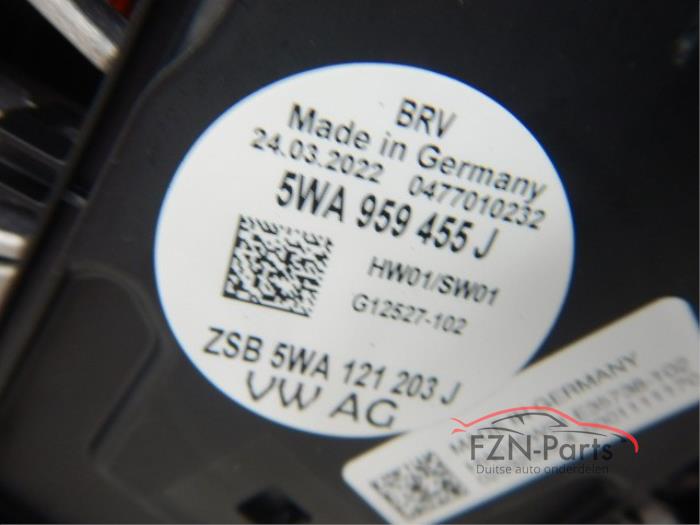 BRV
Made in Germany
24.03.2022 0477010232
5WA 959 455 J
HW01/SW01
G12527-102
ZSB 5WA 121 203 J
VW AG
GERMANY
FZN-Parts
Duitse auto onderdelen